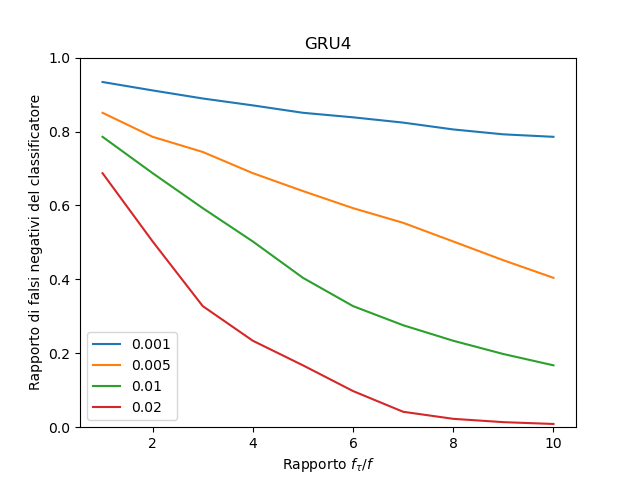 GRU4
Rapporto di falsi negativi del classificatore
1.0
0.8
0.6
0.4
0.2
0.0
0.001
0.005
0.01
0.02
2 4 6 8 10
Rapporto fτ/f